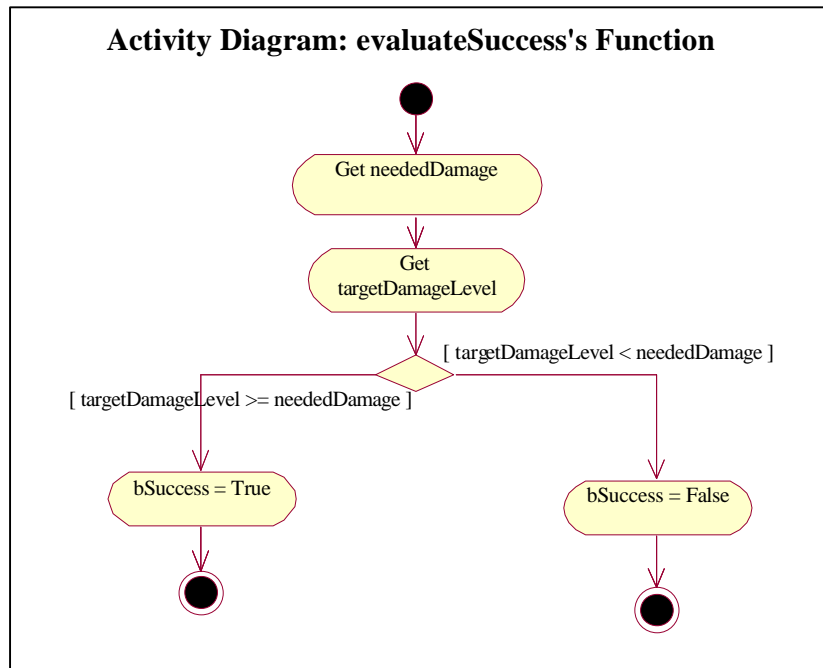 Activity Diagram: evaluateSuccess's Function
Get neededDamage
Get
targetDamageLevel
[ targetDamageLevel < neededDamage ]
[ targetDamageLevel >= neededDamage ]
bSuccess = True
bSuccess = False